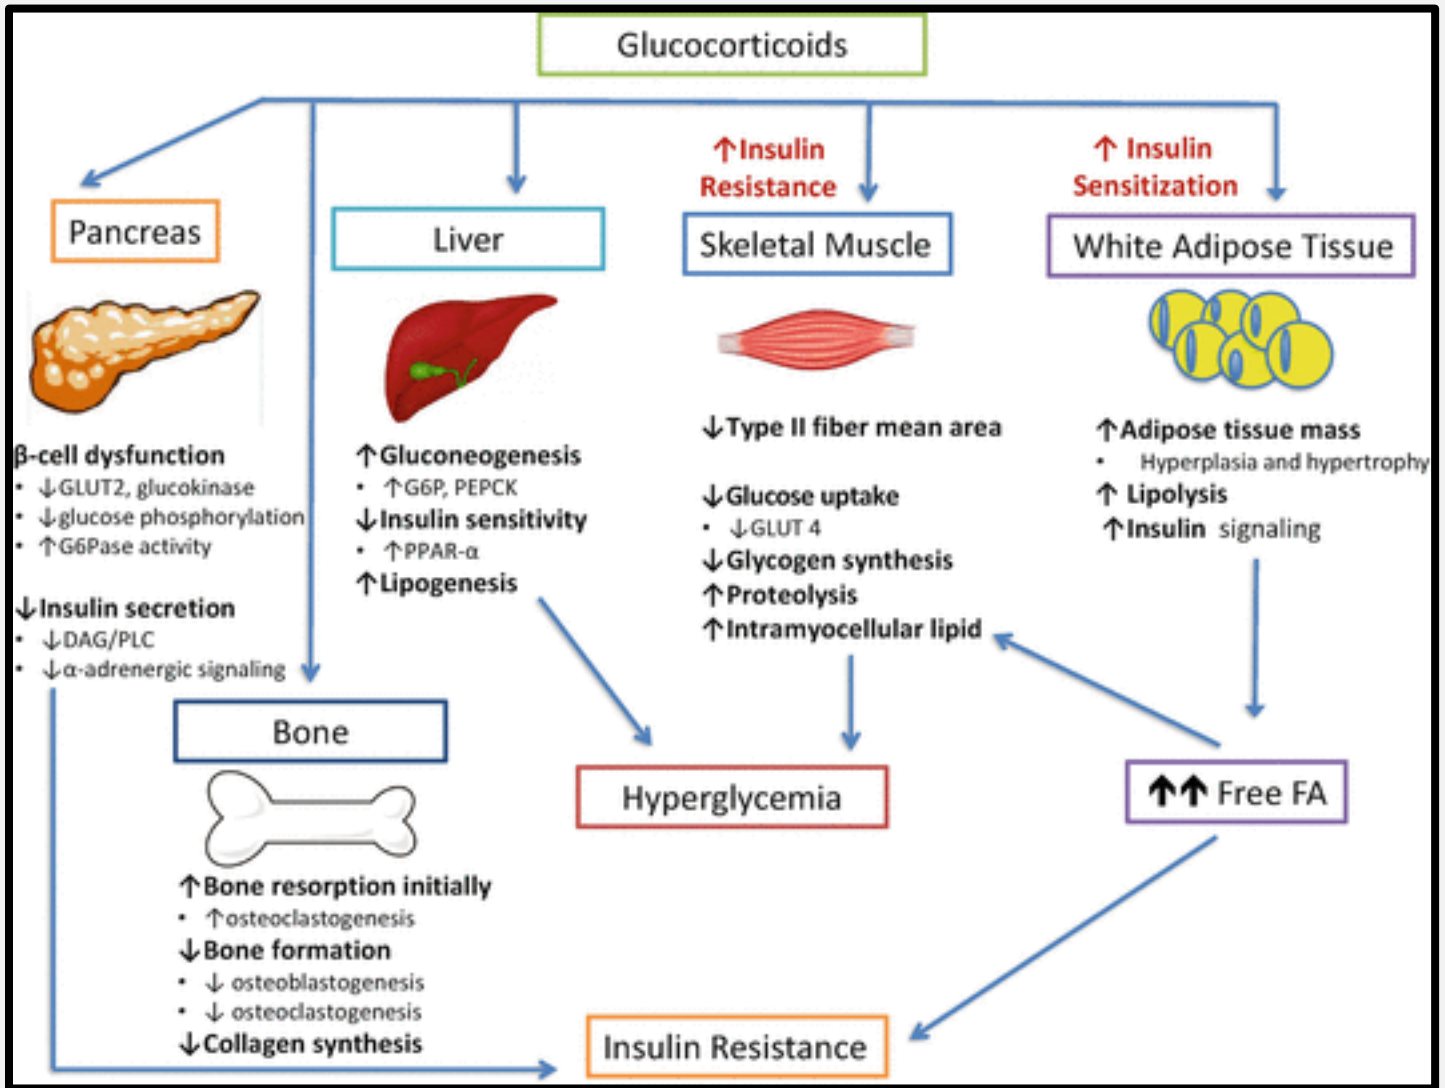 Glucocorticoids
Pancreas
β-cell dysfunction
• ↓GLUT2, glucokinase
• ↓glucose phosphorylation
• ↑G6Pase activity
↓Insulin secretion
• ↓DAG/PLC
• ↓α-adrenergic signaling
Liver
↑Gluconeogenesis
• ↑G6P, PEPCK
↓Insulin sensitivity
• ↑PPAR-α
↑Lipogenesis
↑Insulin
Resistance
Skeletal Muscle
↓Type II fiber mean area
↓Glucose uptake
• ↓GLUT 4
↓Glycogen synthesis
↑Proteolysis
↑Intramyocellular lipid
↑ Insulin
Sensitization
White Adipose Tissue
↑Adipose tissue mass
• Hyperplasia and hypertrophy
↑ Lipolysis
↑Insulin signaling
Bone
↑Bone resorption initially
• ↑osteoclastogenesis
↓Bone formation
• ↓ osteoblastogenesis
• ↓ osteoclastogenesis
↓Collagen synthesis
Hyperglycemia
↑↑ Free FA
Insulin Resistance